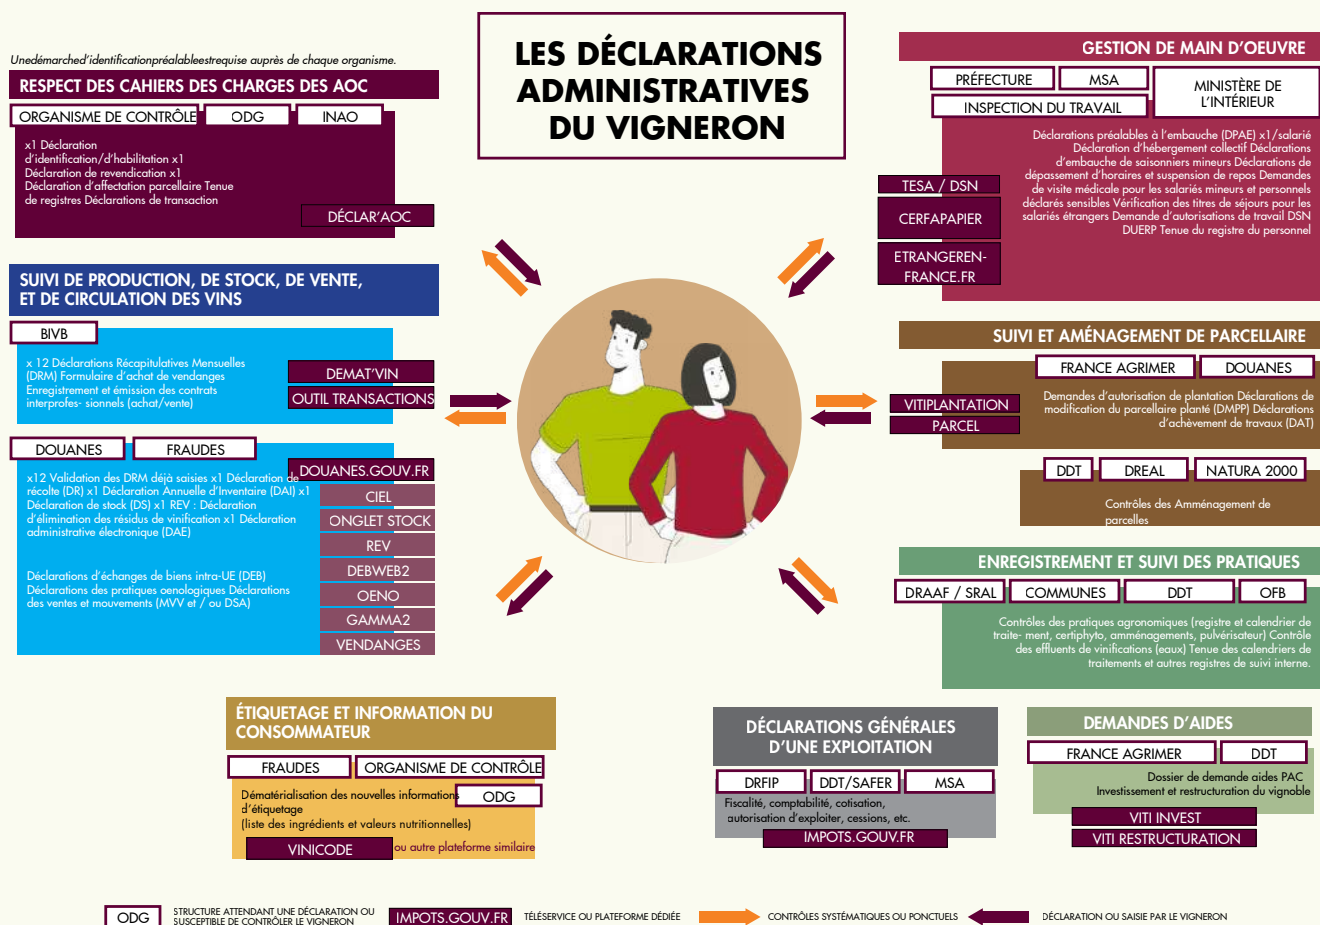 LES DÉCLARATIONS
ADMINISTRATIVES
DU VIGNERON
Unedémarched'identificationpréalableestrequise auprès de chaque organisme.
RESPECT DES CAHIERS DES CHARGES DES AOC
ORGANISME DE CONTRÔLE
ODG
INAO
x1 Déclaration
d'identification/d'habilitation x1
Déclaration de revendication x1
Déclaration d'affectation parcellaire Tenue
de registres Déclarations de transaction
DÉCLAR'AOC
SUIVI DE PRODUCTION, DE STOCK, DE VENTE,
ET DE CIRCULATION DES VINS
BIVB
x 12 Déclarations Récapitulatives Mensuelles
(DRM) Formulaire d'achat de vendanges
Enregistrement et émission des contrats
interprofes- sionnels (achat/vente)
DEMAT'VIN
OUTIL TRANSACTIONS
DOUANES
FRAUDES
x12 Validation des DRM déjà saisies x1 Déclaration de
récolte (DR) x1 Déclaration Annuelle d'Inventaire (DAI) x1
Déclaration de stock (DS) x1 REV : Déclaration
d'élimination des résidus de vinification x1 Déclaration
administrative électronique (DAE)
Déclarations d'échanges de biens intra-UE (DEB)
Déclarations des pratiques oenologiques Déclarations
des ventes et mouvements (MVV et / ou DSA)
DOUANES.GOUV.FR
CIEL
ONGLET STOCK
REV
DEBWEB2
OENO
GAMMA2
VENDANGES
GESTION DE MAIN D'OEUVRE
PRÉFECTURE
MSA
MINISTÈRE DE
L'INTÉRIEUR
INSPECTION DU TRAVAIL
Déclarations préalables à l'embauche (DPAE) x1/salarié
Déclaration d'hébergement collectif Déclarations
d'embauche de saisonniers mineurs Déclarations de
dépassement d'horaires et suspension de repos Demandes
de visite médicale pour les salariés mineurs et personnels
déclarés sensibles Vérification des titres de séjours pour les
salariés étrangers Demande d'autorisations de travail DSN
DUERP Tenue du registre du personnel
TESA / DSN
CERFAPAPIER
ETRANGEREN-
FRANCE.FR
SUIVI ET AMÉNAGEMENT DE PARCELLAIRE
FRANCE AGRIMER
DOUANES
Demandes d'autorisation de plantation Déclarations de
modification du parcellaire planté (DMPP) Déclarations
d'achèvement de travaux (DAT)
VITIPLANTATION
PARCEL
DDT
DREAL
NATURA 2000
Contrôles des Amménagement de
parcelles
ENREGISTREMENT ET SUIVI DES PRATIQUES
DRAAF / SRAL
COMMUNES
DDT
OFB
Contrôles des pratiques agronomiques (registre et calendrier de
traite- ment, certiphyto, amménagements, pulvérisateur) Contrôle
des effluents de vinifications (eaux) Tenue des calendriers de
traitements et autres registres de suivi interne.
ÉTIQUETAGE ET INFORMATION DU
CONSOMMATEUR
FRAUDES
ORGANISME DE CONTRÔLE
ODG
Dématérialisation des nouvelles informations
d'étiquetage
(liste des ingrédients et valeurs nutritionnelles)
VINICODE
ou autre plateforme similaire
DÉCLARATIONS GÉNÉRALES
D'UNE EXPLOITATION
DRFIP
DDT/SAFER
MSA
Fiscalité, comptabilité, cotisation,
autorisation d'exploiter, cessions, etc.
IMPOTS.GOUV.FR
DEMANDES D'AIDES
FRANCE AGRIMER
DDT
Dossier de demande aides PAC
Investissement et restructuration du vignoble
VITI INVEST
VITI RESTRUCTURATION
ODG
STRUCTURE ATTENDANT UNE DÉCLARATION OU
SUSCEPTIBLE DE CONTRÔLER LE VIGNERON
IMPOTS.GOUV.FR
TÉLÉSERVICE OU PLATEFORME DÉDIÉE
CONTRÔLES SYSTÉMATIQUES OU PONCTUELS
DÉCLARATION OU SAISIE PAR LE VIGNERON